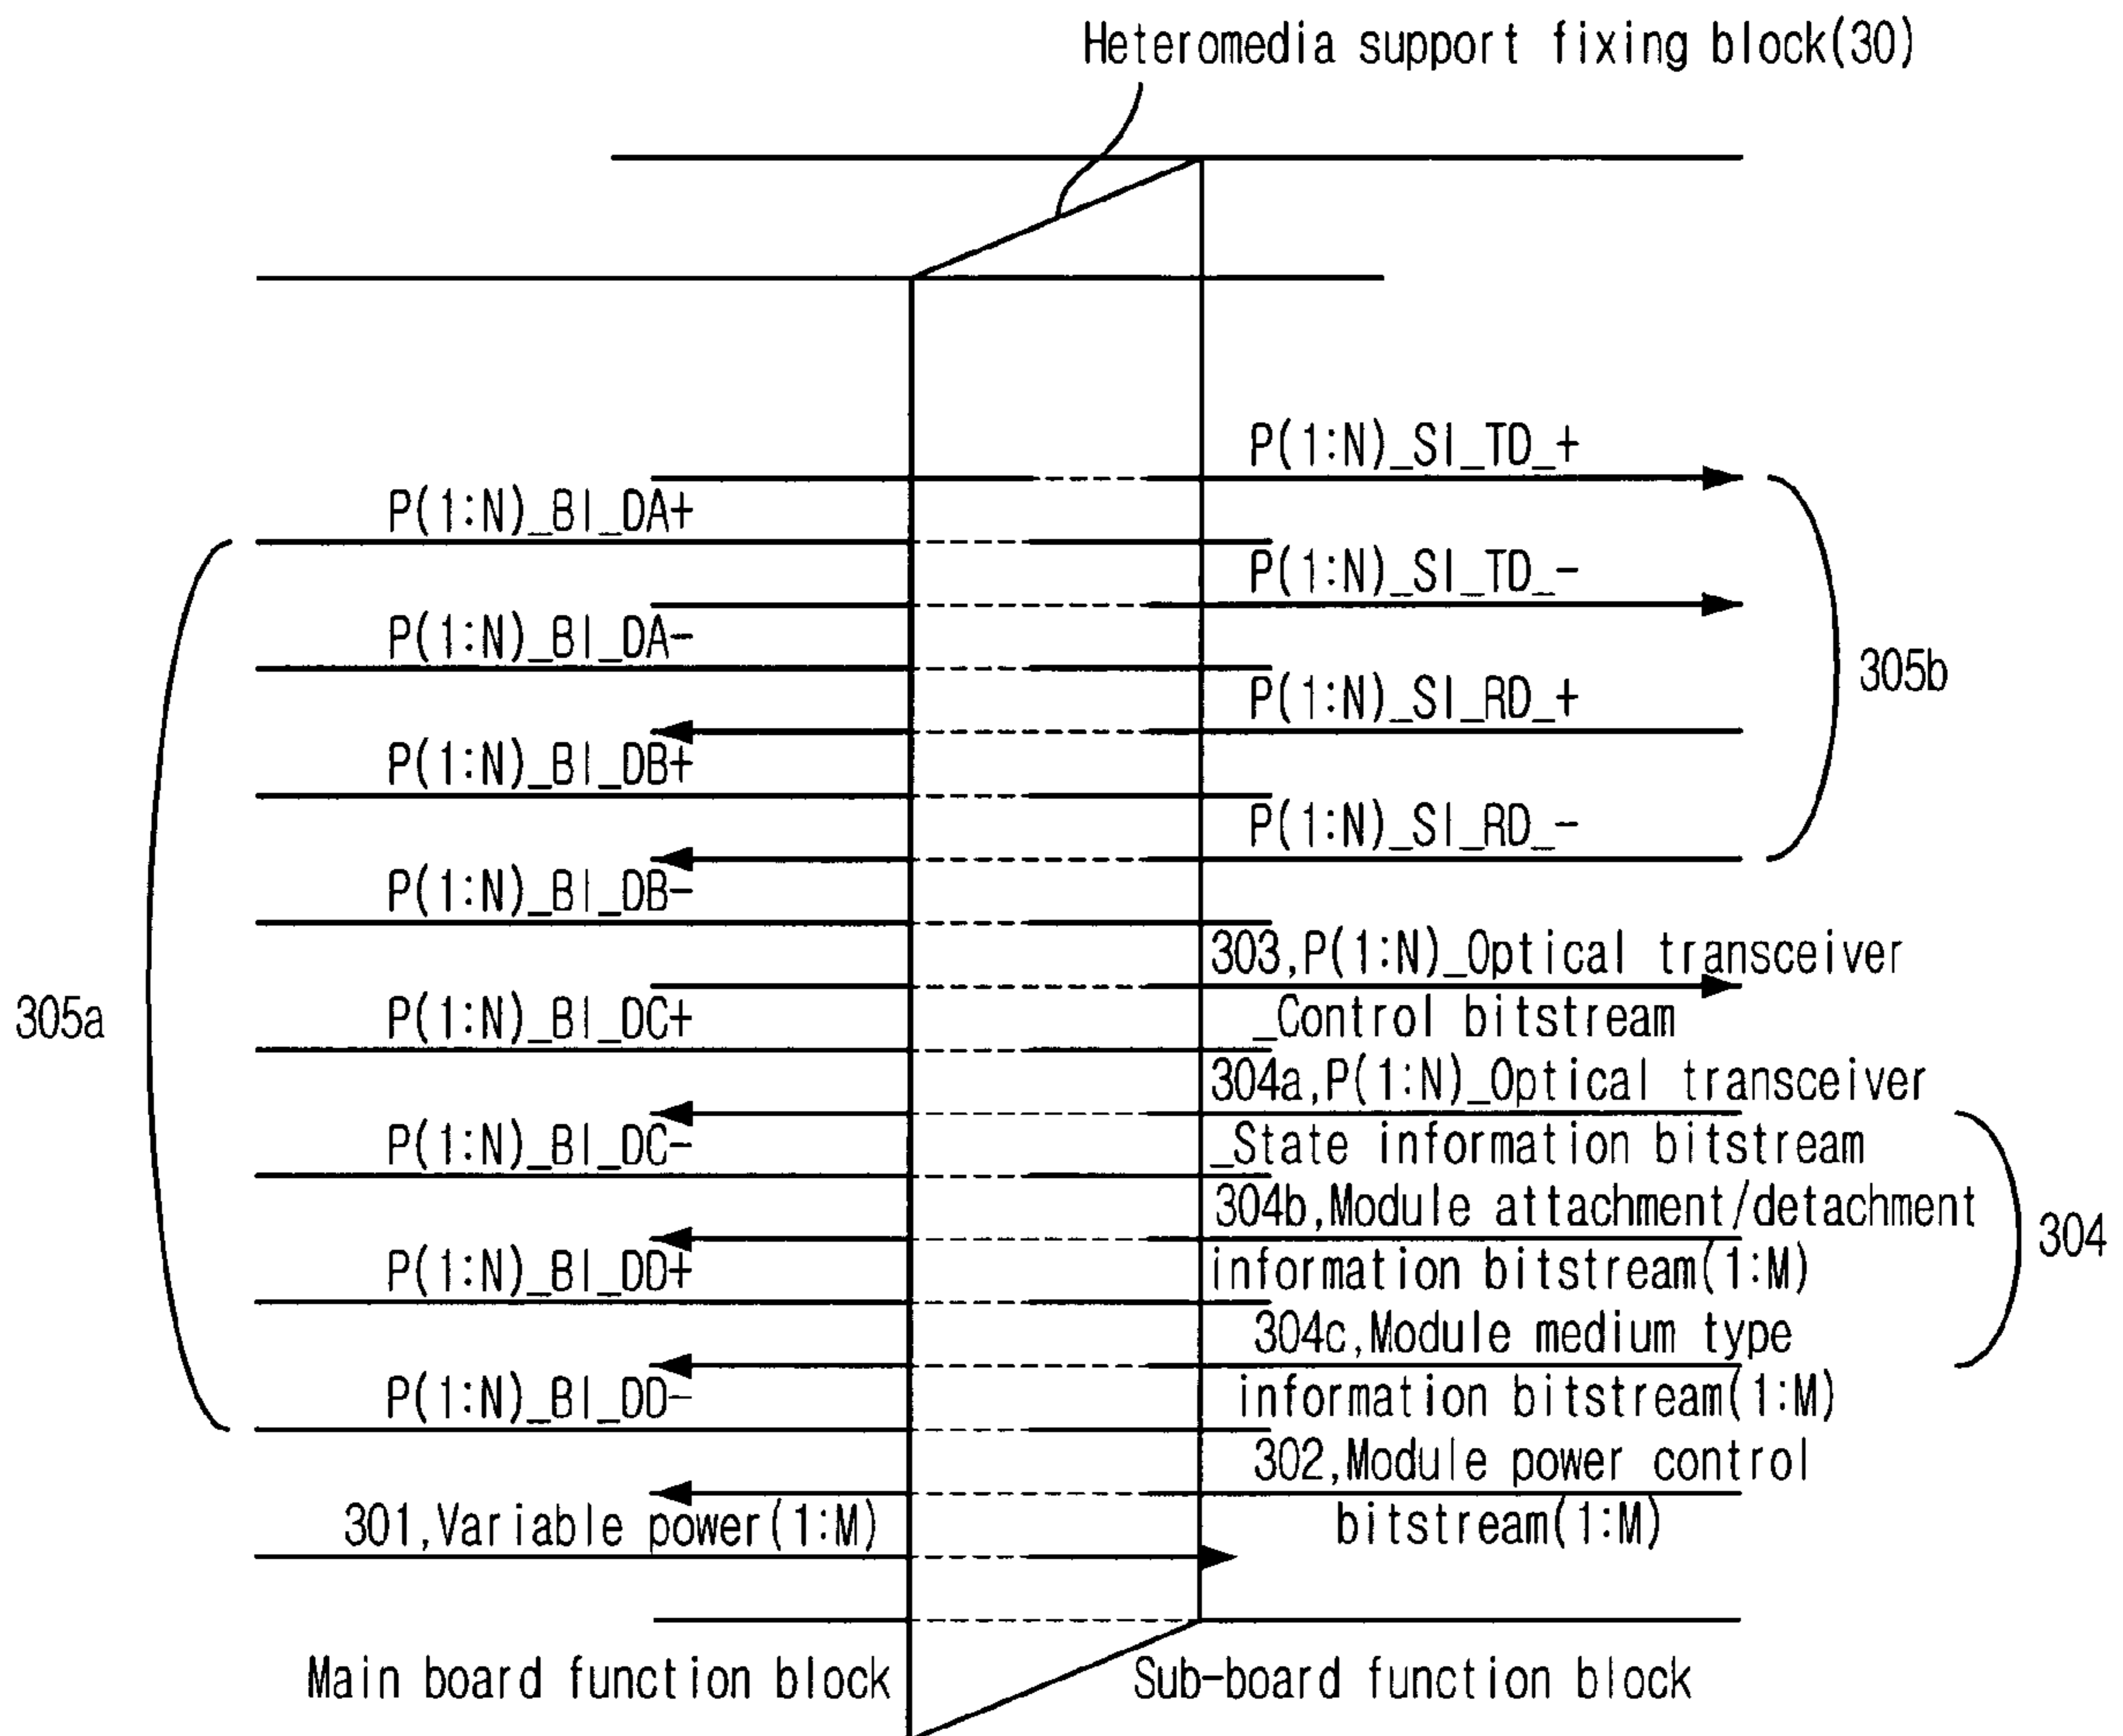 Heteromedia support fixing block(30)
P(1:N)_SI_TD_+
P(1:N)_BI_DA+
P(1:N)_SI_TD_-
P(1:N)_BI_DA-
305b
P(1:N)_SI_RD_+
P(1:N)_BI_DB+
P(1:N)_SI_RD_-
P(1:N)_BI_DB-
303,P(1:N)_Optical transceiver
_Control bitstream
305a
P(1:N)_BI_DC+
304a,P(1:N)_Optical transceiver
_State information bitstream
P(1:N)_BI_DC-
304b,Module attachment/detachment
information bitstream(1:M)
304
P(1:N)_BI_DD+
304c,Module medium type
information bitstream(1:M)
P(1:N)_BI_DD-
302,Module power control
bitstream(1:M)
301,Variable power(1:M)
Main board function block
Sub-board function block